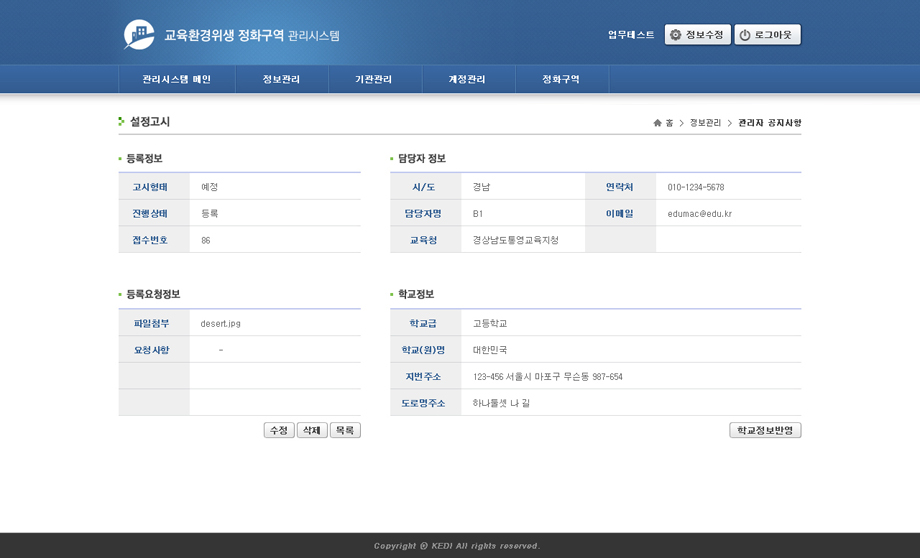 교육환경위생 정화구역 관리시스템
업무테스트 정보수정 로그아웃
관리시스템 메인 정보관리 기관관리 계정관리 정화구역
설정고시
홈 > 정보관리 > 관리자 공지사항
등록정보
고시형태 예정
진행상태 등록
접수번호 86
담당자 정보
시/도 경남 연락처 010-1234-5678
담당자명 B1 이메일 edumac@edu.kr
교육청 경상남도통영교육지청
등록요청정보
파일첨부 desert.jpg
요청사항 -
수정 삭제 목록
학교정보
학교급 고등학교
학교(원)명 대한민국
지번주소 123-456 서울시 마포구 무슨동 987-654
도로명주소 하나둘셋 나 길
학교정보반영
Copyright ⓒ KEDI All rights reserved.